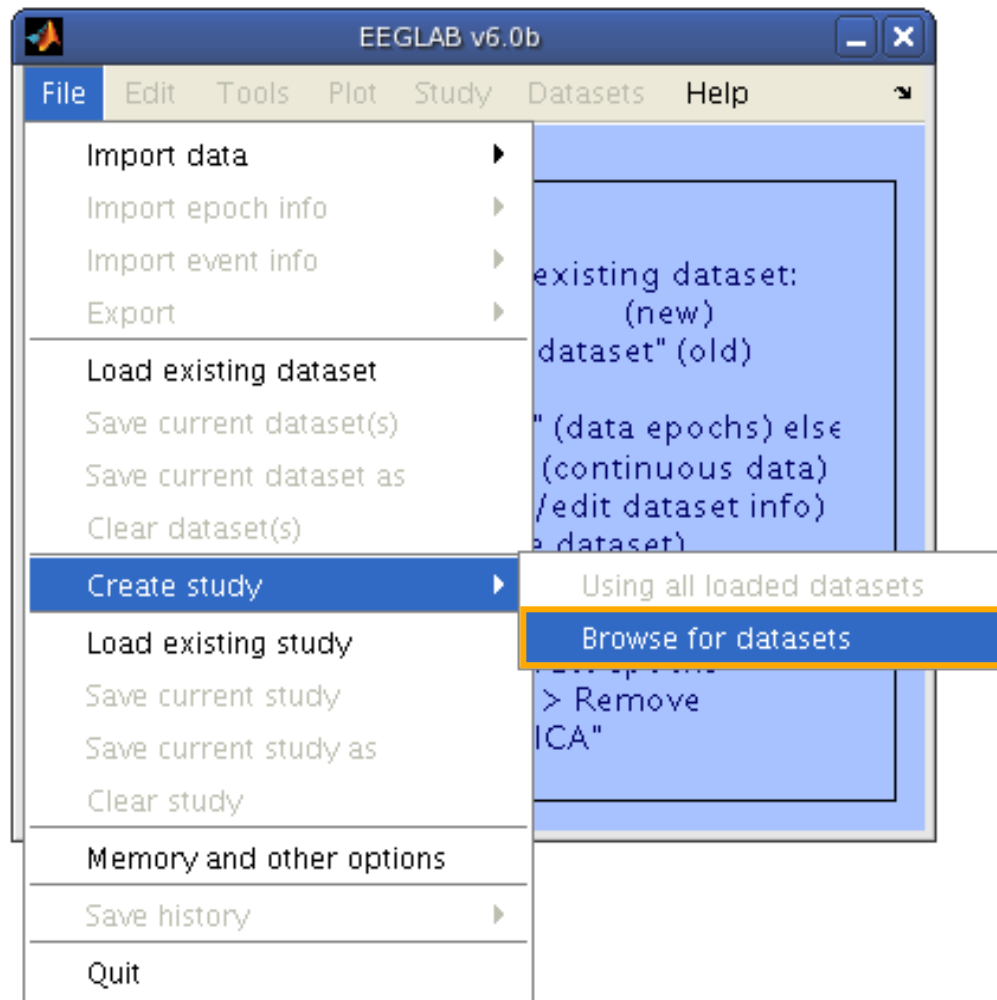 EEGLAB v6.0b
File Edit Tools Plot Study Datasets Help
Import data
Import epoch info
Import event info
Export
Load existing dataset
Save current dataset(s)
Save current dataset as
Clear dataset(s)
Create study
Load existing study
Save current study
Save current study as
Clear study
Memory and other options
Save history
Quit
Using all loaded datasets
Browse for datasets
existing dataset:
(new)
dataset" (old)
" (data epochs) else
(continuous data)
/edit dataset info)
dataset)
> Remove
ICA"